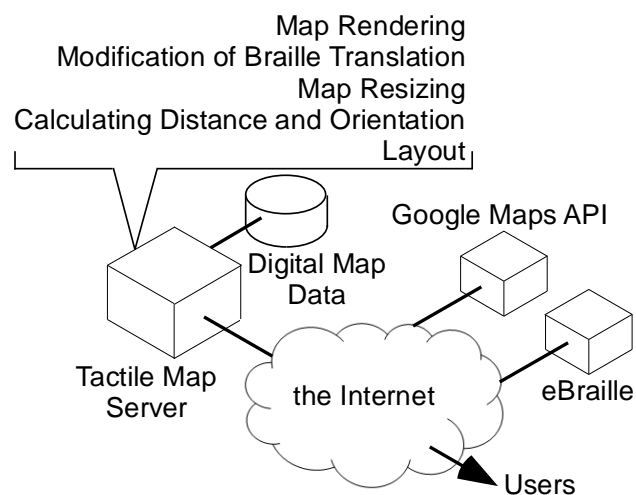 Map Rendering
Modification of Braille Translation
Map Resizing
Calculating Distance and Orientation
Layout
Google Maps API
Digital Map
Data
Tactile Map
Server
the Internet
eBraille
Users